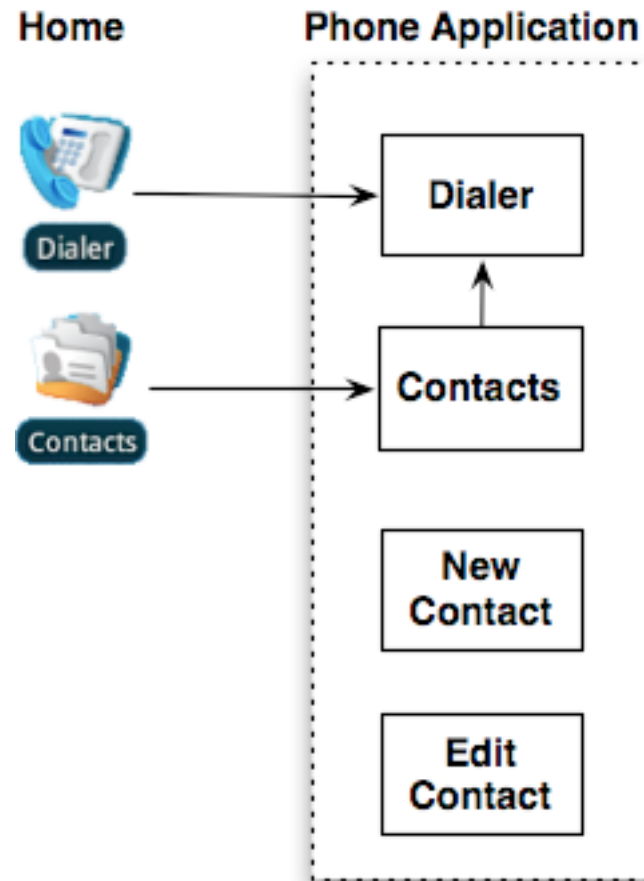 Home
Phone Application
Dialer
Dialer
Contacts
Contacts
New
Contact
Edit
Contact